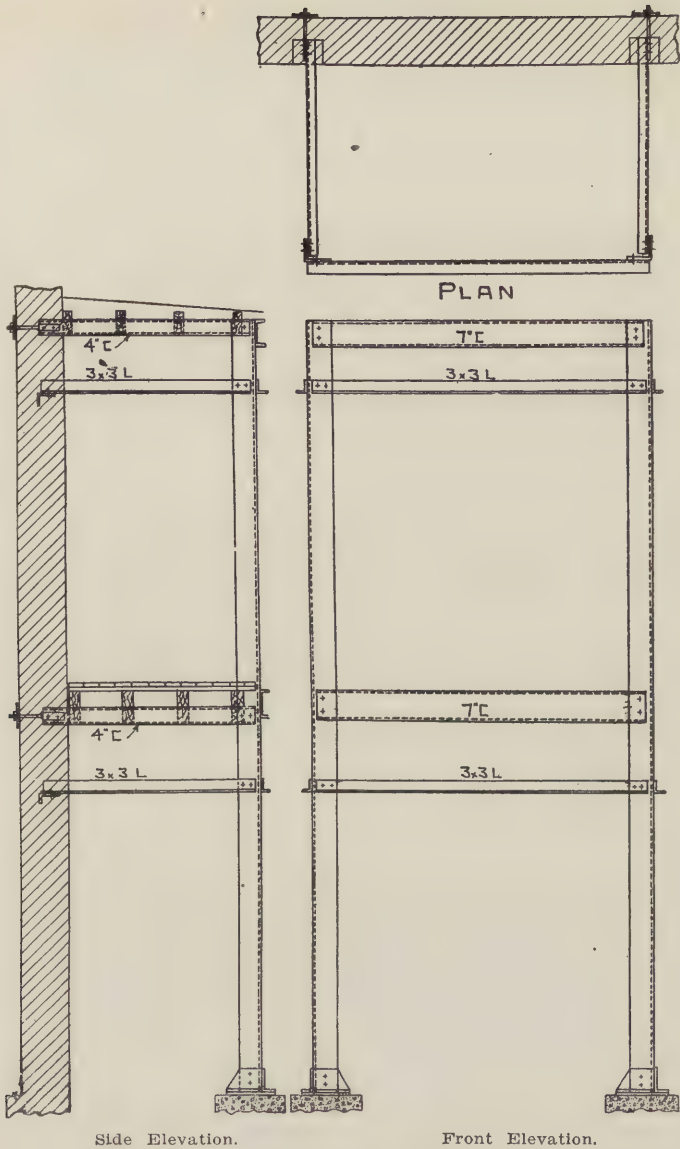 PLAN
4"C
7"C
3x3 L
3x3 L
4"C
7"C
3x3 L
3x3 L
Side Elevation.
Front Elevation.